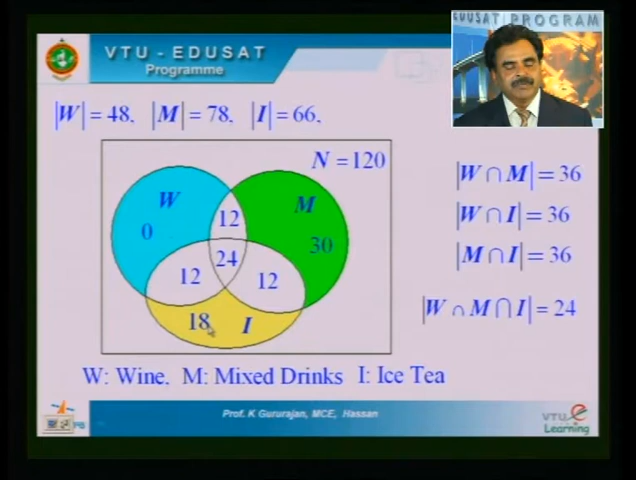 VTU - EDUSAT
Programme
EDUSAT PROGRAM
|W| = 48, |M| = 78, |I| = 66,
N = 120
W
M
0
12
30
24
12
12
18
I
|W ∩ M| = 36
|W ∩ I| = 36
|M ∩ I| = 36
|W ∩ M ∩ I| = 24
W: Wine, M: Mixed Drinks I: Ice Tea
Prof. K Gururajan, MCE, Hassan
VTU e
Learning